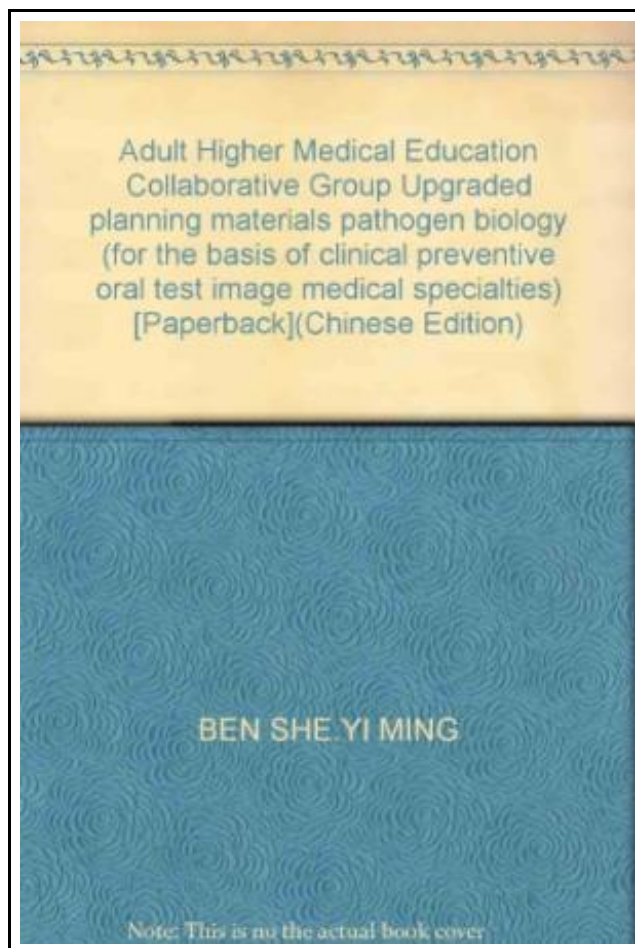 Adult Higher Medical Education
Collaborative Group Upgraded
planning materials pathogen biology
(for the basis of clinical preventive
oral test image medical specialties)
[Paperback](Chinese Edition)
BEN SHE.YI MING
Note: This is no the actual book cover